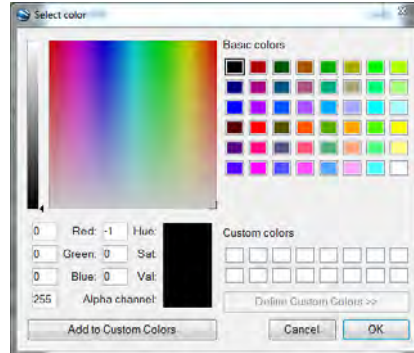 Select color
Basic colors
0 Red: -1 Hue:
0 Green: 0 Sat:
0 Blue: 0 Val:
255 Alpha channel:
Custom colors
Define Custom Colors >>
Add to Custom Colors
Cancel OK